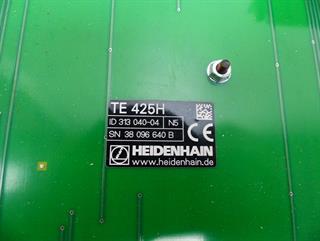 TE 425H
ID 313 040-04 N5
SN 38 096 640 B
CE
HEIDENHAIN
www.heidenhain.de